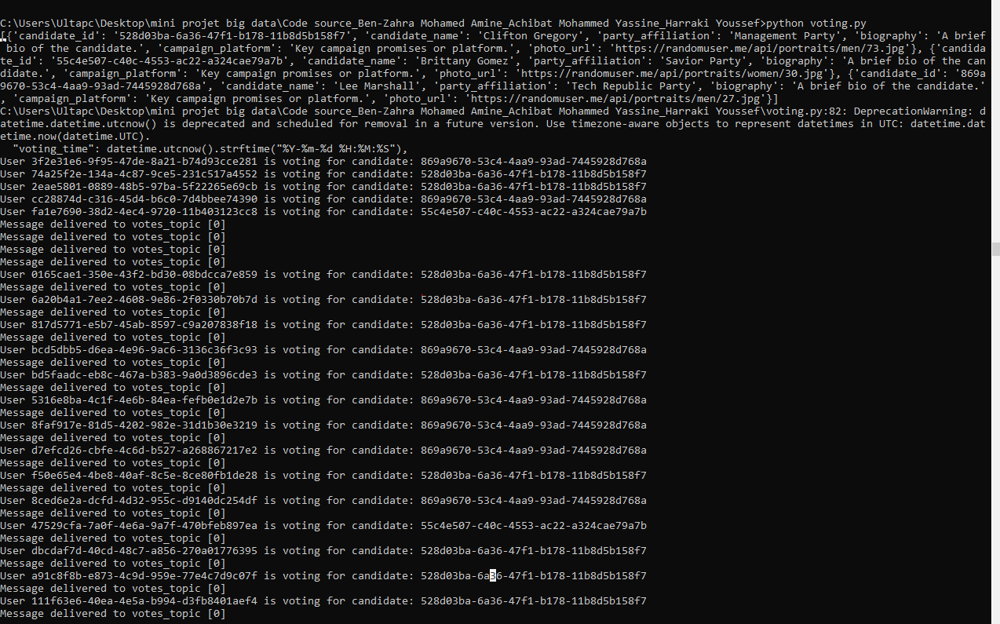 C:\Users\Ultapc\Desktop\mini projet big data\Code source_Ben-Zahra Mohamed Amine_Achibat Mohammed Yassine_Harraki Youssef>python voting.py
[{'candidate_id': '528d03ba-6a36-47f1-b178-11b8d5b158f7', 'candidate_name': 'Clifton Gregory', 'party_affiliation': 'Management Party', 'biography': 'A brief
 bio of the candidate.', 'campaign_platform': 'Key campaign promises or platform.', 'photo_url': 'https://randomuser.me/api/portraits/men/73.jpg'}, {'candida
te_id': '55c4e507-c40c-4553-ac22-a324cae79a7b', 'candidate_name': 'Brittany Gomez', 'party_affiliation': 'Savior Party', 'biography': 'A brief bio of the can
didate.', 'campaign_platform': 'Key campaign promises or platform.', 'photo_url': 'https://randomuser.me/api/portraits/women/30.jpg'}, {'candidate_id': '869a
9670-53c4-4aa9-93ad-7445928d768a', 'candidate_name': 'Lee Marshall', 'party_affiliation': 'Tech Republic Party', 'biography': 'A brief bio of the candidate.'
, 'campaign_platform': 'Key campaign promises or platform.', 'photo_url': 'https://randomuser.me/api/portraits/men/27.jpg'}]
C:\Users\Ultapc\Desktop\mini projet big data\Code source_Ben-Zahra Mohamed Amine_Achibat Mohammed Yassine_Harraki Youssef\voting.py:82: DeprecationWarning: d
atetime.datetime.utcnow() is deprecated and scheduled for removal in a future version. Use timezone-aware objects to represent datetimes in UTC: datetime.dat
etime.now(datetime.UTC).
  "voting_time": datetime.utcnow().strftime("%Y-%m-%d %H:%M:%S"),
User 3f2e31e6-9f95-47de-8a21-b74d93cce281 is voting for candidate: 869a9670-53c4-4aa9-93ad-7445928d768a
User 74a25f2e-134a-4c87-9ce5-231c517a4552 is voting for candidate: 528d03ba-6a36-47f1-b178-11b8d5b158f7
User 2eae5801-0889-48b5-97ba-5f22265e69cb is voting for candidate: 528d03ba-6a36-47f1-b178-11b8d5b158f7
User cc28874d-c316-45d4-b6c0-7d4bbee74390 is voting for candidate: 869a9670-53c4-4aa9-93ad-7445928d768a
User fa1e7690-38d2-4ec4-9720-11b403123cc8 is voting for candidate: 55c4e507-c40c-4553-ac22-a324cae79a7b
Message delivered to votes_topic [0]
Message delivered to votes_topic [0]
Message delivered to votes_topic [0]
Message delivered to votes_topic [0]
User 0165cae1-350e-43f2-bd30-08bdcca7e859 is voting for candidate: 528d03ba-6a36-47f1-b178-11b8d5b158f7
Message delivered to votes_topic [0]
User 6a20b4a1-7ee2-4608-9e86-2f0330b70b7d is voting for candidate: 528d03ba-6a36-47f1-b178-11b8d5b158f7
Message delivered to votes_topic [0]
User 817d5771-e5b7-45ab-8597-c9a207838f18 is voting for candidate: 528d03ba-6a36-47f1-b178-11b8d5b158f7
Message delivered to votes_topic [0]
User bcd5dbb5-d6ea-4e96-9ac6-3136c36f3c93 is voting for candidate: 869a9670-53c4-4aa9-93ad-7445928d768a
Message delivered to votes_topic [0]
User bd5faadc-eb8c-467a-b383-9a0d3896cde3 is voting for candidate: 528d03ba-6a36-47f1-b178-11b8d5b158f7
Message delivered to votes_topic [0]
User 5316e8ba-4c1f-4e6b-84ea-fefb0e1d2e7b is voting for candidate: 869a9670-53c4-4aa9-93ad-7445928d768a
Message delivered to votes_topic [0]
User 8faf917e-81d5-4202-982e-31d1b30e3219 is voting for candidate: 869a9670-53c4-4aa9-93ad-7445928d768a
Message delivered to votes_topic [0]
User d7efcd26-cbfe-4c6d-b527-a268867217e2 is voting for candidate: 869a9670-53c4-4aa9-93ad-7445928d768a
Message delivered to votes_topic [0]
User f50e65e4-4be8-40af-8c5e-8ce80fb1de28 is voting for candidate: 528d03ba-6a36-47f1-b178-11b8d5b158f7
Message delivered to votes_topic [0]
User 8ced6e2a-dcfd-4d32-955c-d9140dc254df is voting for candidate: 869a9670-53c4-4aa9-93ad-7445928d768a
Message delivered to votes_topic [0]
User 47529cfa-7a0f-4e6a-9a7f-470bfeb897ea is voting for candidate: 55c4e507-c40c-4553-ac22-a324cae79a7b
Message delivered to votes_topic [0]
User dbcdaf7d-40cd-48c7-a856-270a01776395 is voting for candidate: 528d03ba-6a36-47f1-b178-11b8d5b158f7
Message delivered to votes_topic [0]
User a91c8f8b-e873-4c9d-959e-77e4c7d9c07f is voting for candidate: 528d03ba-6a36-47f1-b178-11b8d5b158f7
Message delivered to votes_topic [0]
User 111f63e6-40ea-4e5a-b994-d3fb8401aef4 is voting for candidate: 528d03ba-6a36-47f1-b178-11b8d5b158f7
Message delivered to votes_topic [0]